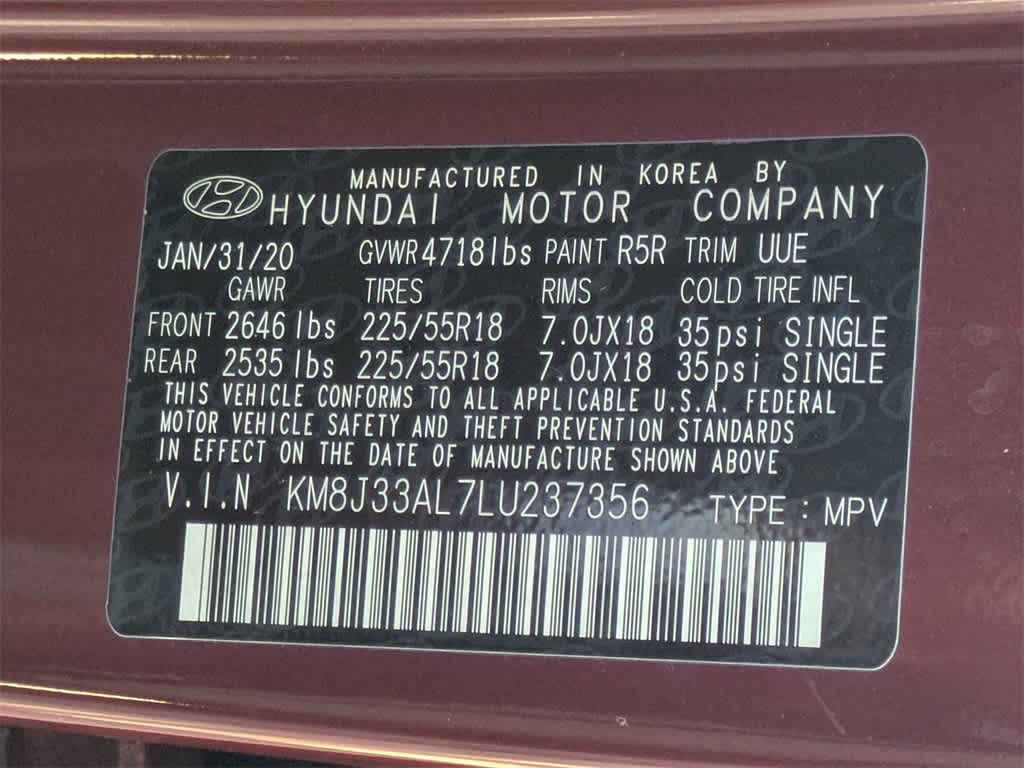 MANUFACTURED IN KOREA BY
HYUNDAI MOTOR COMPANY
JAN/31/20 GVWR 4718lbs PAINT R5R TRIM UUE
GAWR TIRES RIMS COLD TIRE INFL
FRONT 2646 lbs 225/55R18 7.0JX18 35psi SINGLE
REAR 2535 lbs 225/55R18 7.0JX18 35psi SINGLE
THIS VEHICLE CONFORMS TO ALL APPLICABLE U.S.A. FEDERAL
MOTOR VEHICLE SAFETY AND THEFT PREVENTION STANDARDS
IN EFFECT ON THE DATE OF MANUFACTURE SHOWN ABOVE
V.I.N KM8J33AL7LU237356 TYPE : MPV